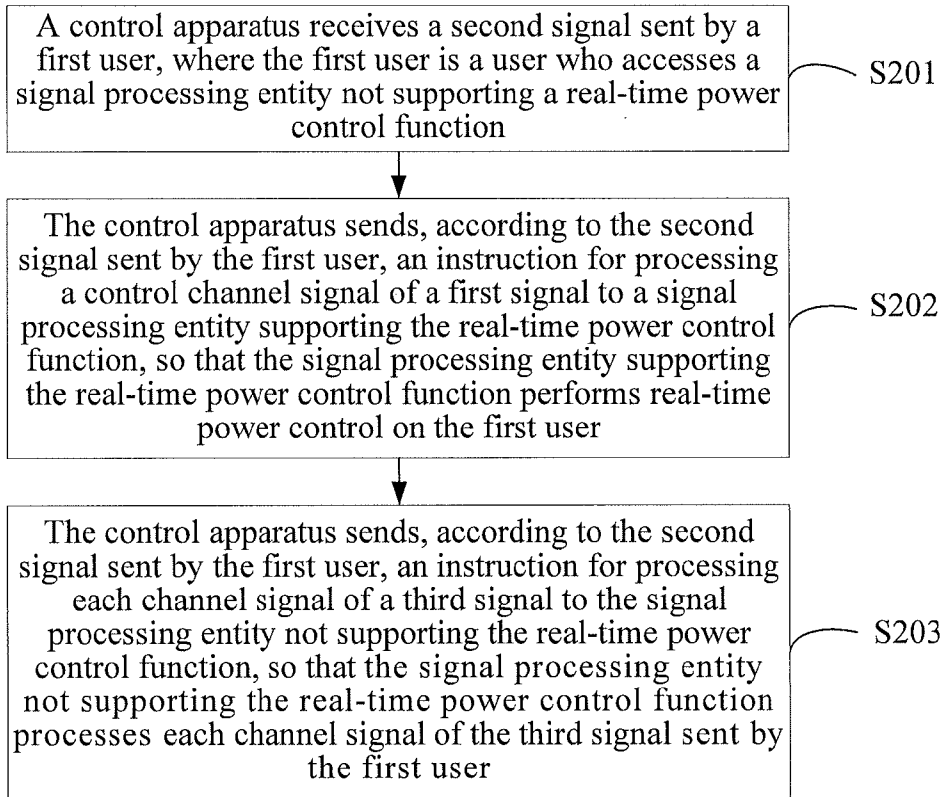 A control apparatus receives a second signal sent by a
first user, where the first user is a user who accesses a
signal processing entity not supporting a real-time power
control function
S201
The control apparatus sends, according to the second
signal sent by the first user, an instruction for processing
a control channel signal of a first signal to a signal
processing entity supporting the real-time power control
function, so that the signal processing entity supporting
the real-time power control function performs real-time
power control on the first user
S202
The control apparatus sends, according to the second
signal sent by the first user, an instruction for processing
each channel signal of a third signal to the signal
processing entity not supporting the real-time power
control function, so that the signal processing entity
not supporting the real-time power control function
processes each channel signal of the third signal sent by
the first user
S203